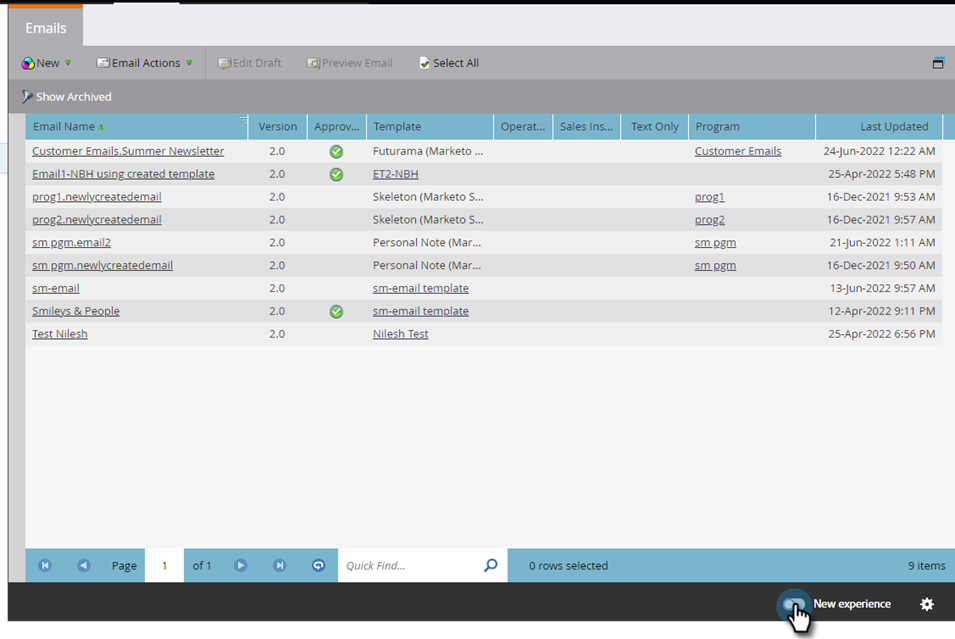 Emails
New Email Actions Edit Draft Preview Email Select All
Show Archived
Email Name Version Approv... Template Operat... Sales Ins... Text Only Program Last Updated
Customer Emails.Summer Newsletter 2.0 Futurama (Marketo ... Customer Emails 24-Jun-2022 12:22 AM
Email1-NBH using created template 2.0 ET2-NBH 25-Apr-2022 5:48 PM
prog1.newlycreatedemail 2.0 Skeleton (Marketo S... prog1 16-Dec-2021 9:53 AM
prog2.newlycreatedemail 2.0 Skeleton (Marketo S... prog2 16-Dec-2021 9:57 AM
sm pgm.email2 2.0 Personal Note (Mar... sm pgm 21-Jun-2022 1:11 AM
sm pgm.newlycreatedemail 2.0 Personal Note (Mar... sm pgm 16-Dec-2021 9:50 AM
sm-email 2.0 sm-email template 13-Jun-2022 9:57 AM
Smileys & People 2.0 sm-email template 12-Apr-2022 9:11 PM
Test Nilesh 2.0 Nilesh Test 25-Apr-2022 6:56 PM
Page 1 of 1 Quick Find... 0 rows selected 9 items
New experience